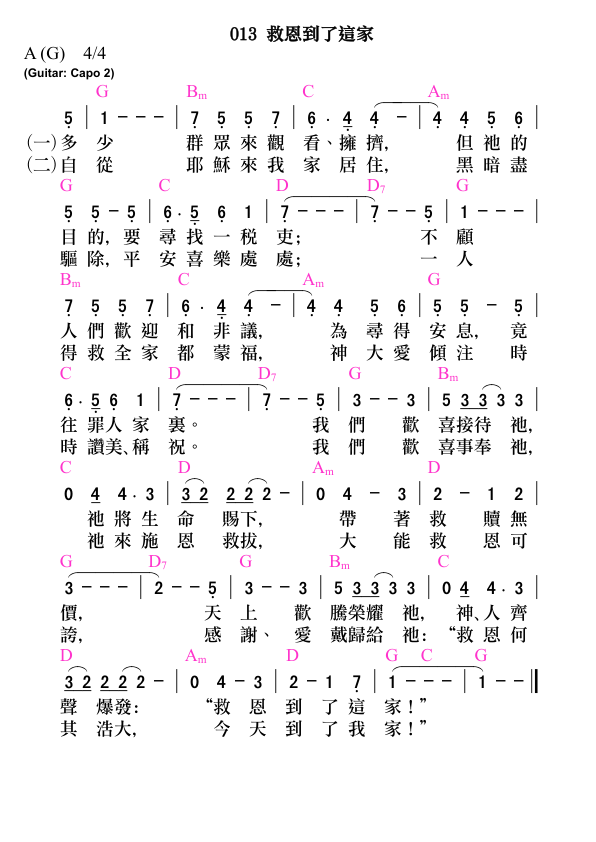 013 救恩到了這家
A (G) 4/4
(Guitar: Capo 2)
G Bm C Am
5 | 1 - - - | 7 5 5 7 | 6 · 4 4 - | 4 4 5 6 |
(一)多 少 群 眾 來 觀 看、擁 擠, 但 祂 的
(二)自 從 耶 穌 來 我 家 居 住, 黑 暗 盡
G C D D7 G
5 5 - 5 | 6 · 5 6 1 | 7 - - - | 7 - - 5 | 1 - - - |
目 的, 要 尋 找 一 稅 吏; 不 顧
驅 除, 平 安 喜 樂 處 處; 一 人
Bm C Am G
7 5 5 7 | 6 · 4 4 - | 4 4 5 6 | 5 5 - 5 |
人 們 歡 迎 和 非 議, 為 尋 得 安 息, 竟
得 救 全 家 都 蒙 福, 神 大 愛 傾 注 時
C D D7 G Bm
6 · 5 6 1 | 7 - - - | 7 - - 5 | 3 - - 3 | 5 3 3 3 3 |
往 罪 人 家 裏。 我 們 歡 喜接待 祂,
時 讚美、稱 祝。 我 們 歡 喜事奉 祂,
C D Am D
0 4 4 · 3 | 3 2 2 2 2 - | 0 4 - 3 | 2 - 1 2 |
祂 將 生 命 賜下, 帶 著 救 贖 無
祂 來 施 恩 救拔, 大 能 救 恩 可
G D7 G Bm C
3 - - - | 2 - - 5 | 3 - - 3 | 5 3 3 3 3 | 0 4 4 · 3 |
價, 天 上 歡 騰榮耀 祂, 神、人 齊
誇, 感 謝、 愛 戴歸給 祂: “救 恩 何
D Am D G C G
3 2 2 2 2 - | 0 4 - 3 | 2 - 1 7 | 1 - - - | 1 - - ‖
聲 爆發: “救 恩 到 了 這 家!”
其 浩大, 今 天 到 了 我 家!”